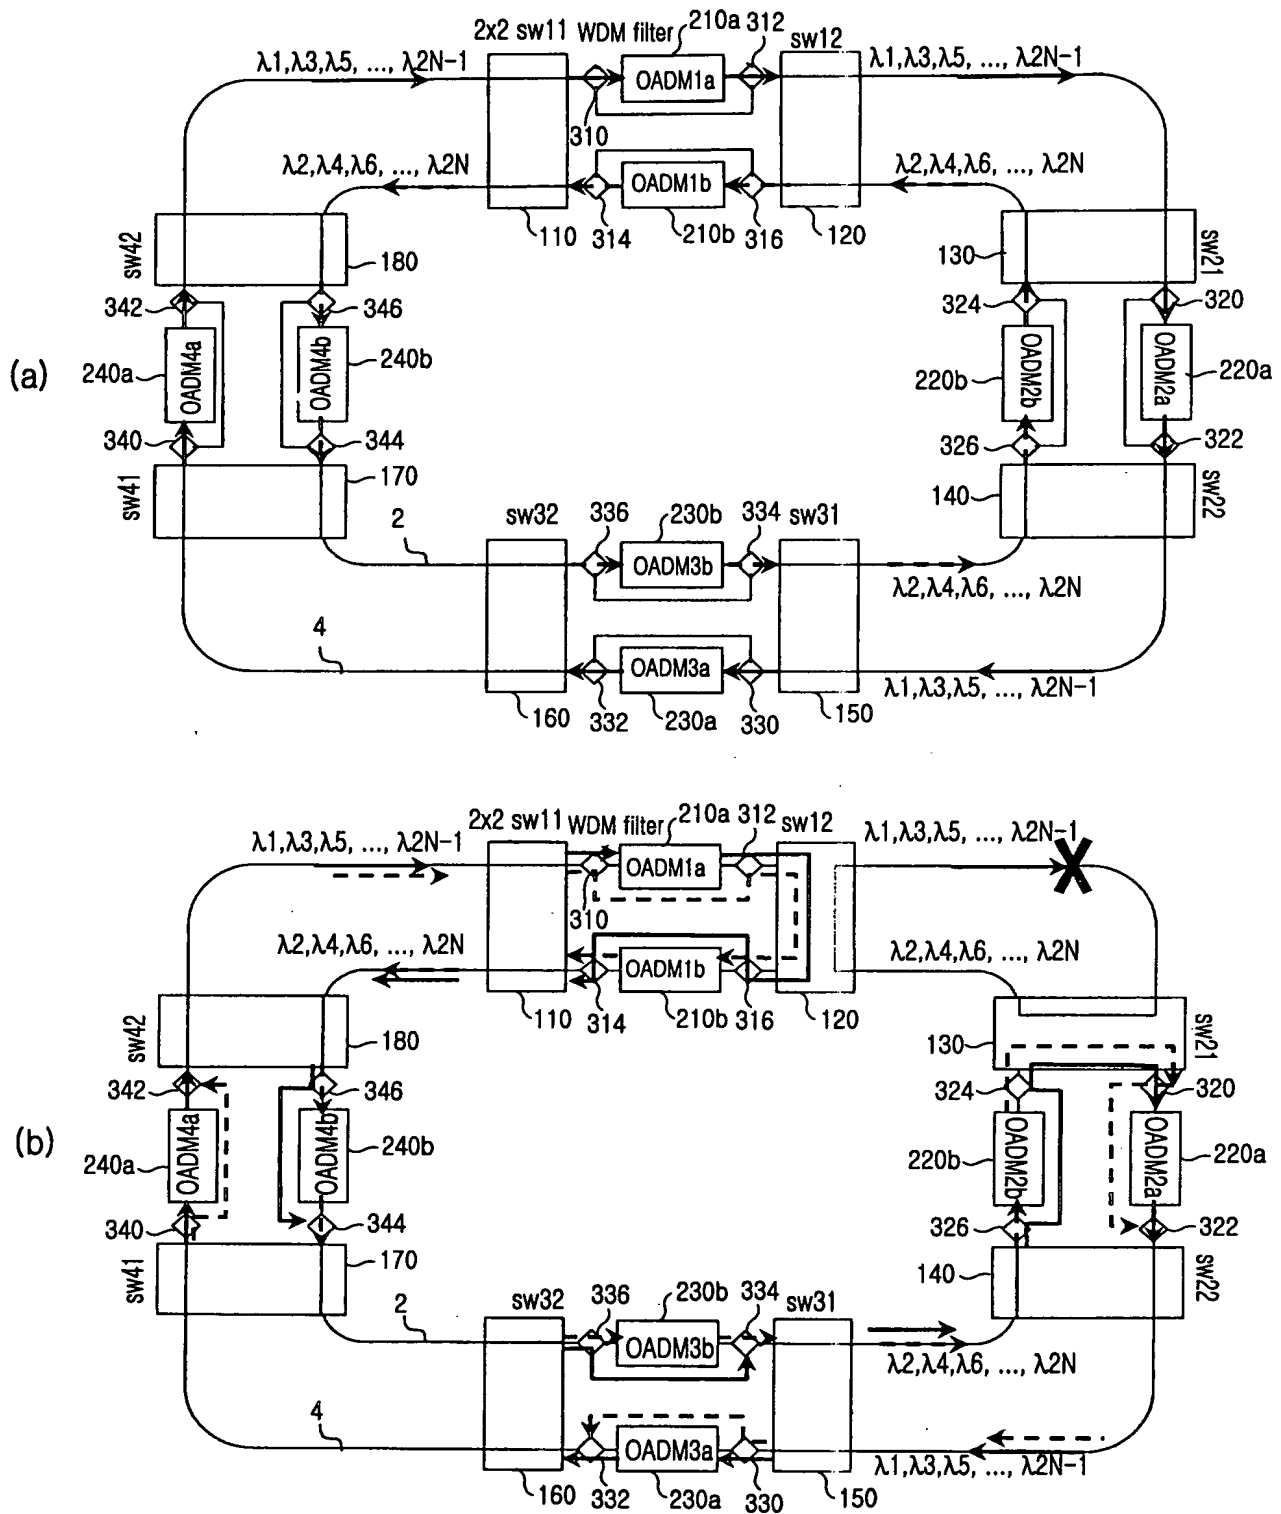 2x2 sw11 WDM filter 210a 312 sw12
λ1,λ3,λ5, ..., λ2N-1
OADM1a
λ1,λ3,λ5, ..., λ2N-1
310
λ2,λ4,λ6, ..., λ2N
OADM1b
λ2,λ4,λ6, ..., λ2N
110 314 210b 316 120
sw42
180
130
sw21
342
346
324
320
(a)
240a
OADM4a
OADM4b
240b
220b
OADM2b
OADM2a
220a
340
344
326
322
sw41
170
140
sw22
2
sw32
336
230b
334
sw31
OADM3b
λ2,λ4,λ6, ..., λ2N
4
OADM3a
λ1,λ3,λ5, ..., λ2N-1
160 332 230a 330 150
2x2 sw11 WDM filter 210a 312 sw12
λ1,λ3,λ5, ..., λ2N-1
OADM1a
λ1,λ3,λ5, ..., λ2N-1
X
310
λ2,λ4,λ6, ..., λ2N
OADM1b
λ2,λ4,λ6, ..., λ2N
110 314 210b 316 120
sw42
180
130
sw21
342
346
324
320
(b)
240a
OADM4a
OADM4b
240b
220b
OADM2b
OADM2a
220a
340
344
326
322
sw41
170
140
sw22
2
sw32
336
230b
334
sw31
OADM3b
λ2,λ4,λ6, ..., λ2N
4
OADM3a
λ1,λ3,λ5, ..., λ2N-1
160 332 230a 330 150